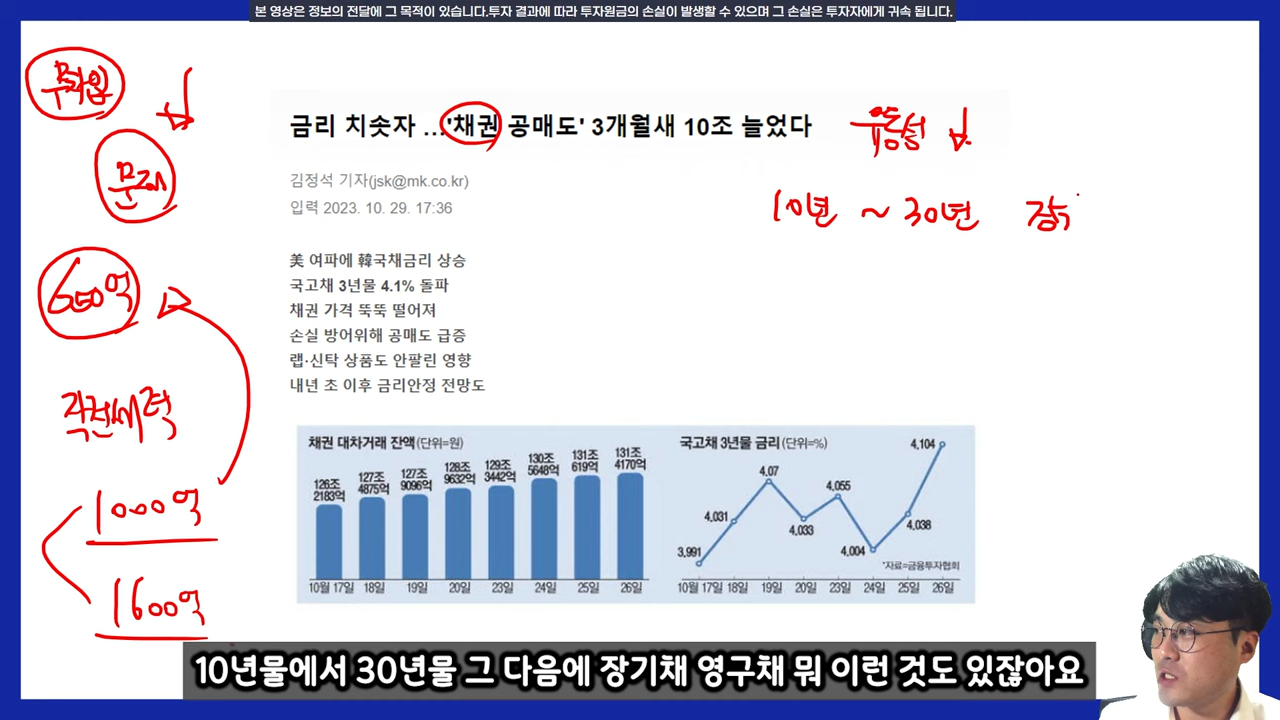 본 영상은 정보의 전달에 그 목적이 있습니다.투자 결과에 따라 투자원금의 손실이 발생할 수 있으며 그 손실은 투자자에게 귀속 됩니다.
금리 치솟자 ...'채권 공매도' 3개월새 10조 늘었다
유동성
김정석 기자(jsk@mk.co.kr)
입력 2023. 10. 29. 17:36
10년 ~ 30년
문제
650억
美 여파에 韓국채금리 상승
국고채 3년물 4.1% 돌파
채권 가격 뚝뚝 떨어져
손실 방어위해 공매도 급증
랩·신탁 상품도 안팔린 영향
내년 초 이후 금리안정 전망도
작전세력
1000억
1600억
채권 대차거래 잔액(단위=원)
126조 2183억
127조 4875억
127조 9096억
128조 9632억
129조 3442억
130조 5648억
131조 619억
131조 4170억
10월 17일 18일 19일 20일 23일 24일 25일 26일
국고채 3년물 금리(단위=%)
3.991 4.031 4.07 4.033 4.055 4.004 4.038 4.104
*자료=금융투자협회
10월 17일 18일 19일 20일 23일 24일 25일 26일
10년물에서 30년물 그 다음에 장기채 영구채 뭐 이런 것도 있잖아요